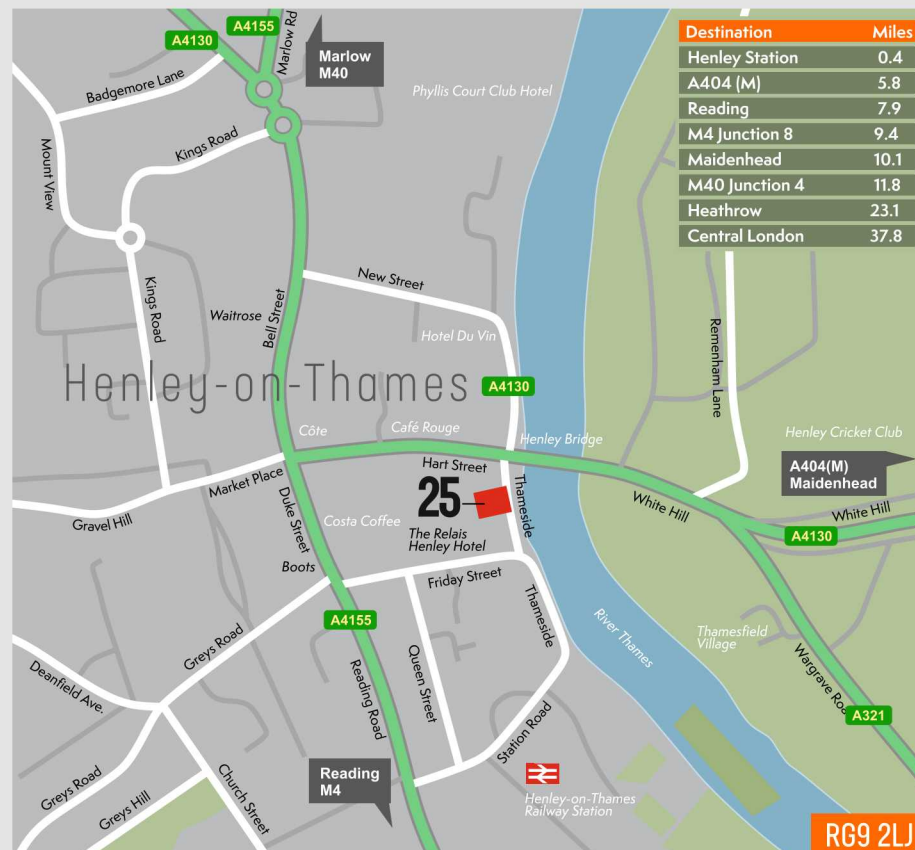 A4155
A4130
Marlow Rd
Marlow
M40
Badgemore Lane
Phyllis Court Club Hotel
Destination Miles
Henley Station 0.4
A404 (M) 5.8
Reading 7.9
M4 Junction 8 9.4
Maidenhead 10.1
M40 Junction 4 11.8
Heathrow 23.1
Central London 37.8
Mount View
Kings Road
Kings Road
Waitrose
Bell Street
New Street
Hotel Du Vin
Remenham Lane
Henley-on-Thames
A4130
Côte
Café Rouge
Henley Bridge
Henley Cricket Club
A404(M)
Maidenhead
Hart Street
Market Place
Gravel Hill
Duke Street
Costa Coffee
25
The Relais
Henley Hotel
Thameside
White Hill
White Hill
A4130
Boots
Friday Street
Thameside
A4155
Greys Road
Queen Street
River Thames
Thamesfield
Village
Wargrave Roa
A321
Deanfield Ave.
Reading Road
Station Road
Greys Road
Greys Hill
Church Street
Reading
M4
Henley-on-Thames
Railway Station
RG9 2LJ